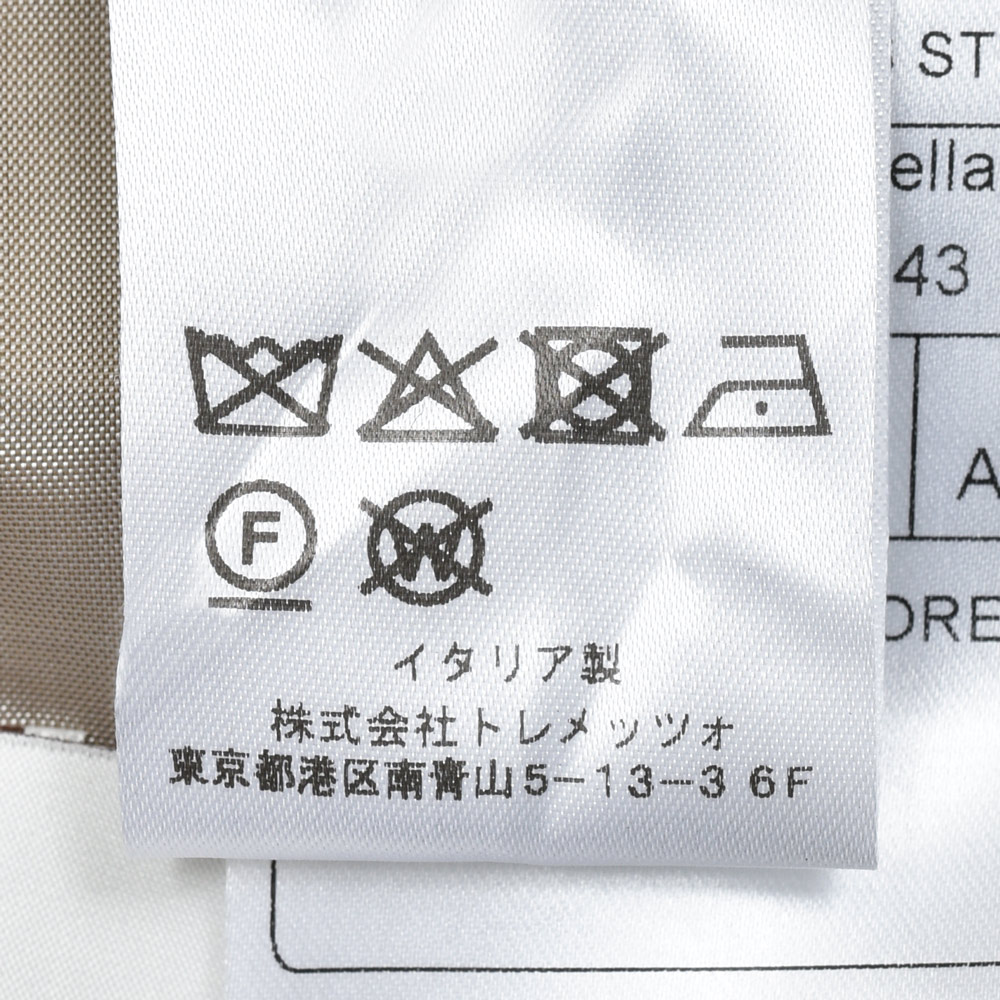 ST
ella
43
A
F
W
イタリア製
株式会社トレメッツォ
東京都港区南青山5-13-3 6F
ORE